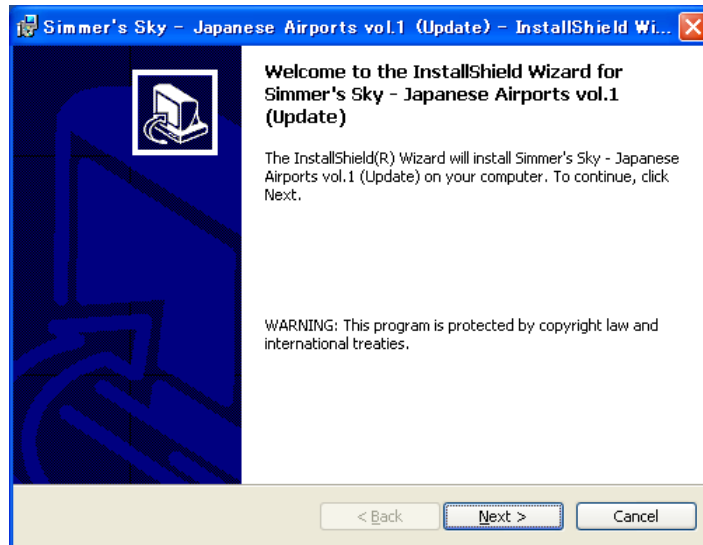 Simmer's Sky - Japanese Airports vol.1 (Update) - InstallShield Wi...
Welcome to the InstallShield Wizard for
Simmer's Sky - Japanese Airports vol.1
(Update)
The InstallShield(R) Wizard will install Simmer's Sky - Japanese
Airports vol.1 (Update) on your computer. To continue, click
Next.
WARNING: This program is protected by copyright law and
international treaties.
< Back
Next >
Cancel